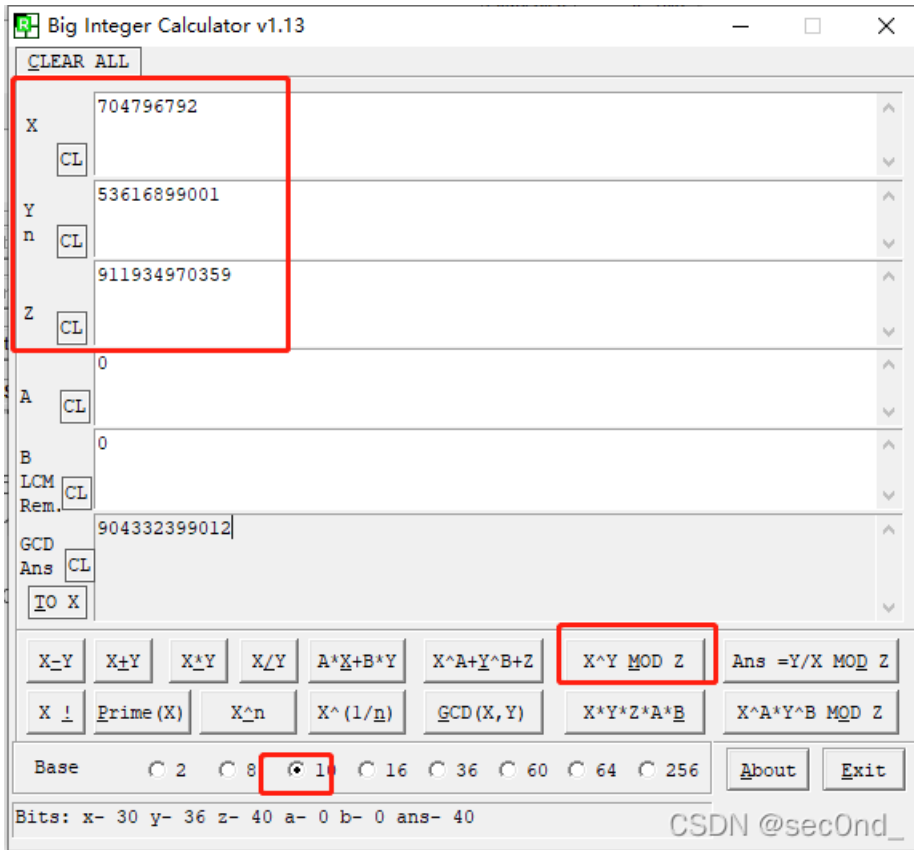 Big Integer Calculator v1.13
CLEAR ALL
X
CL
704796792
Y
n
CL
53616899001
Z
CL
911934970359
A
CL
0
B
LCM
Rem.
CL
0
GCD
Ans
CL
TO X
904332399012
X-Y X+Y X*Y X/Y A*X+B*Y X^A+Y^B+Z X^Y MOD Z Ans =Y/X MOD Z
X ! Prime(X) X^n X^(1/n) GCD(X,Y) X*Y*Z*A*B X^A*Y^B MOD Z
Base 2 8 10 16 36 60 64 256 About Exit
Bits: x- 30 y- 36 z- 40 a- 0 b- 0 ans- 40
CSDN @sec0nd_